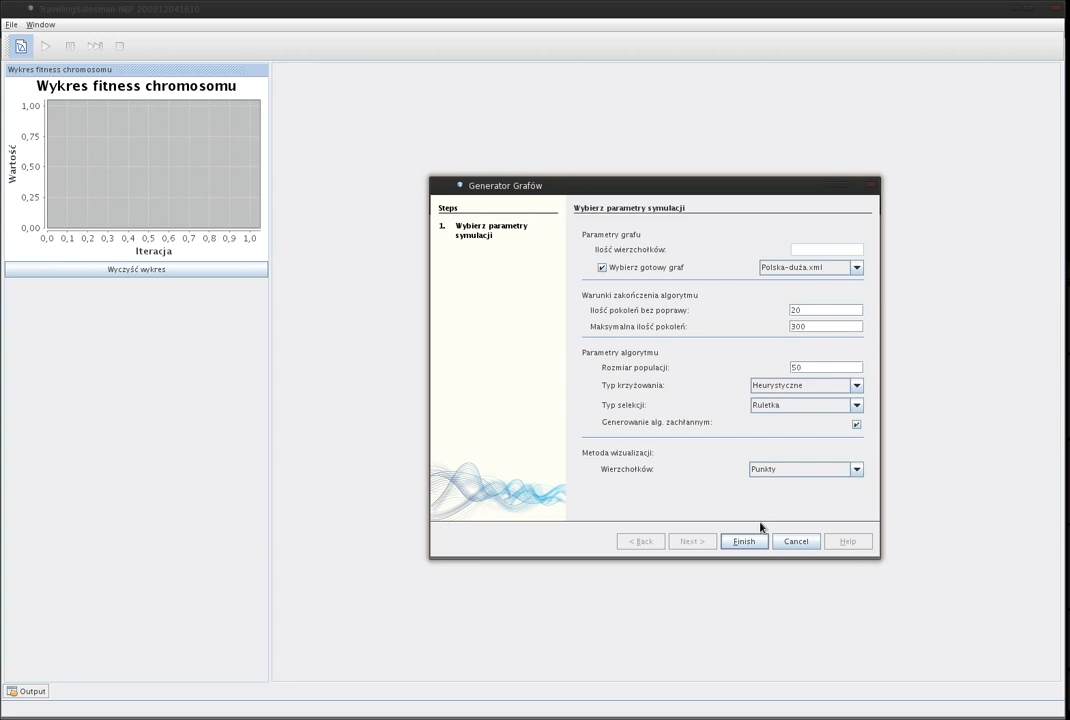 TravelingSalesman-NBP 200912041610
File Window
Wykres fitness chromosomu
Wykres fitness chromosomu
Wartość
1,00
0,75
0,50
0,25
0,00
0,0 0,1 0,2 0,3 0,4 0,5 0,6 0,7 0,8 0,9 1,0
Iteracja
Wyczyść wykres
Generator Grafów
Steps
1. Wybierz parametry
symulacji
Wybierz parametry symulacji
Parametry grafu
Ilość wierzchołków:
Wybierz gotowy graf Polska-duża.xml
Warunki zakończenia algorytmu
Ilość pokoleń bez poprawy: 20
Maksymalna ilość pokoleń: 300
Parametry algorytmu
Rozmiar populacji: 50
Typ krzyżowania: Heurystyczne
Typ selekcji: Ruletka
Generowanie alg. zachłannym:
Metoda wizualizacji:
Wierzchołków: Punkty
< Back Next > Finish Cancel Help
Output